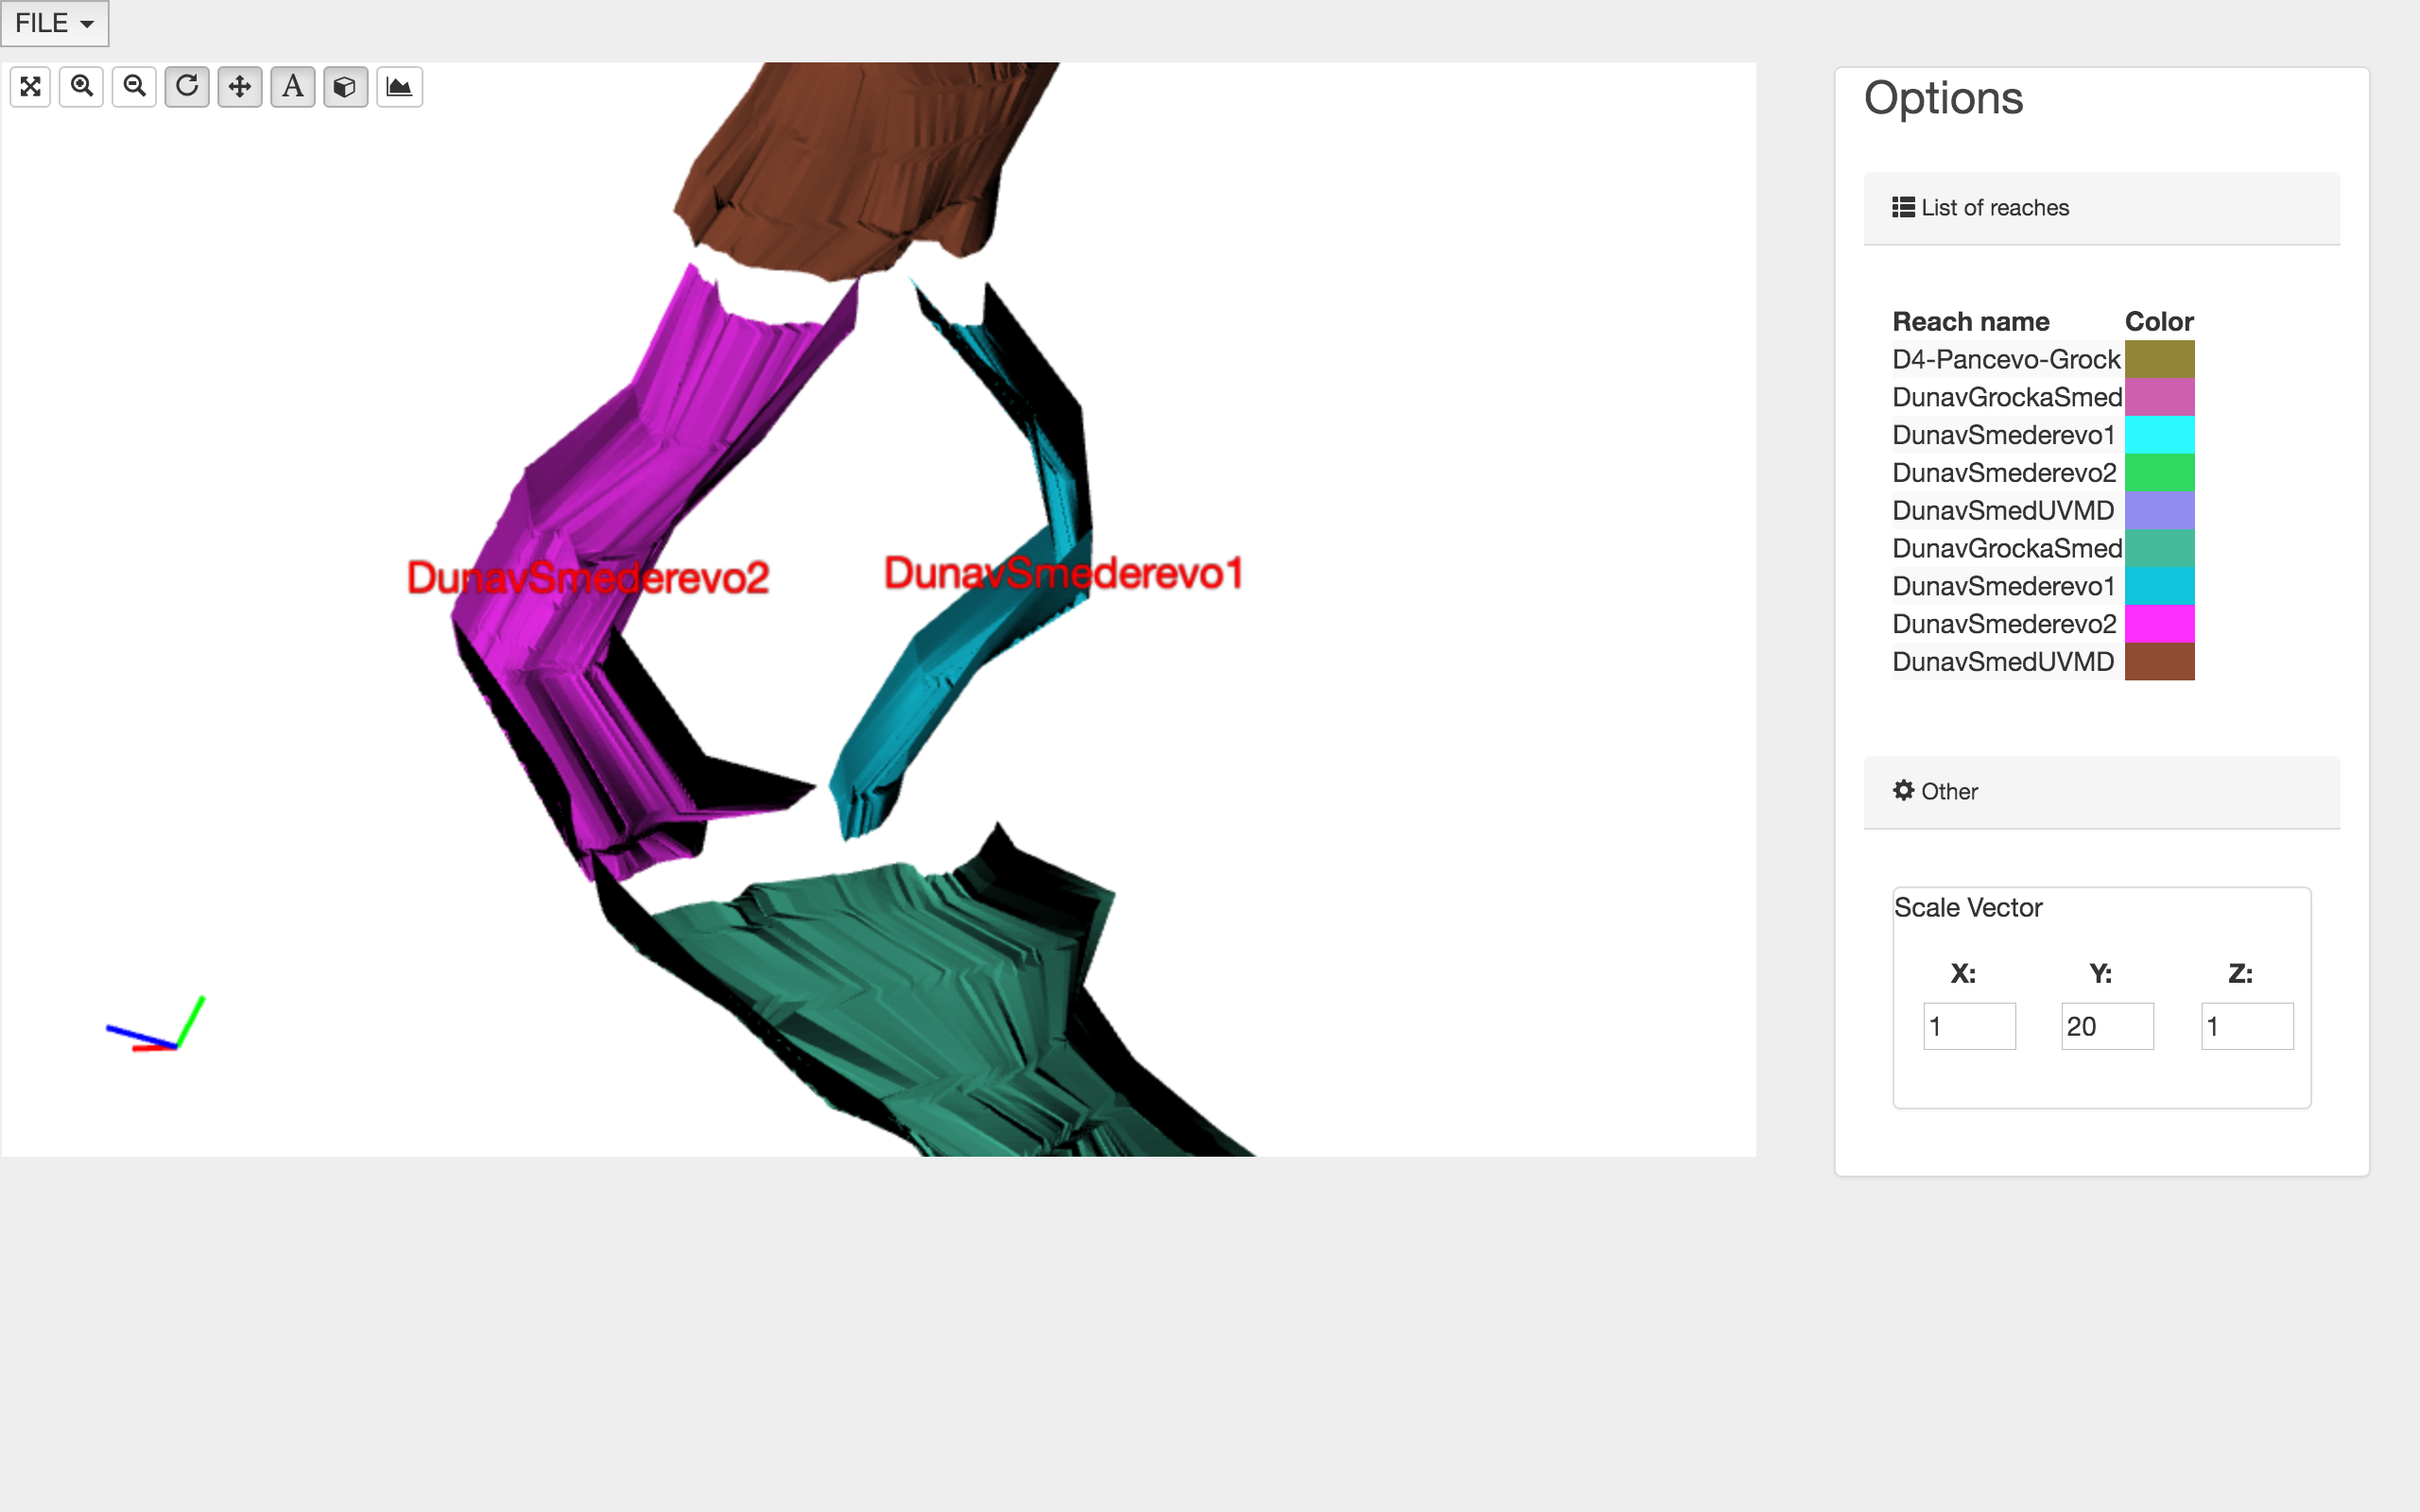 FILE
A
DunavSmederevo2
DunavSmederevo1
Options
List of reaches
Reach name Color
D4-Pancevo-Grock
DunavGrockaSmed
DunavSmederevo1
DunavSmederevo2
DunavSmedUVMD
DunavGrockaSmed
DunavSmederevo1
DunavSmederevo2
DunavSmedUVMD
Other
Scale Vector
X: Y: Z:
1 20 1